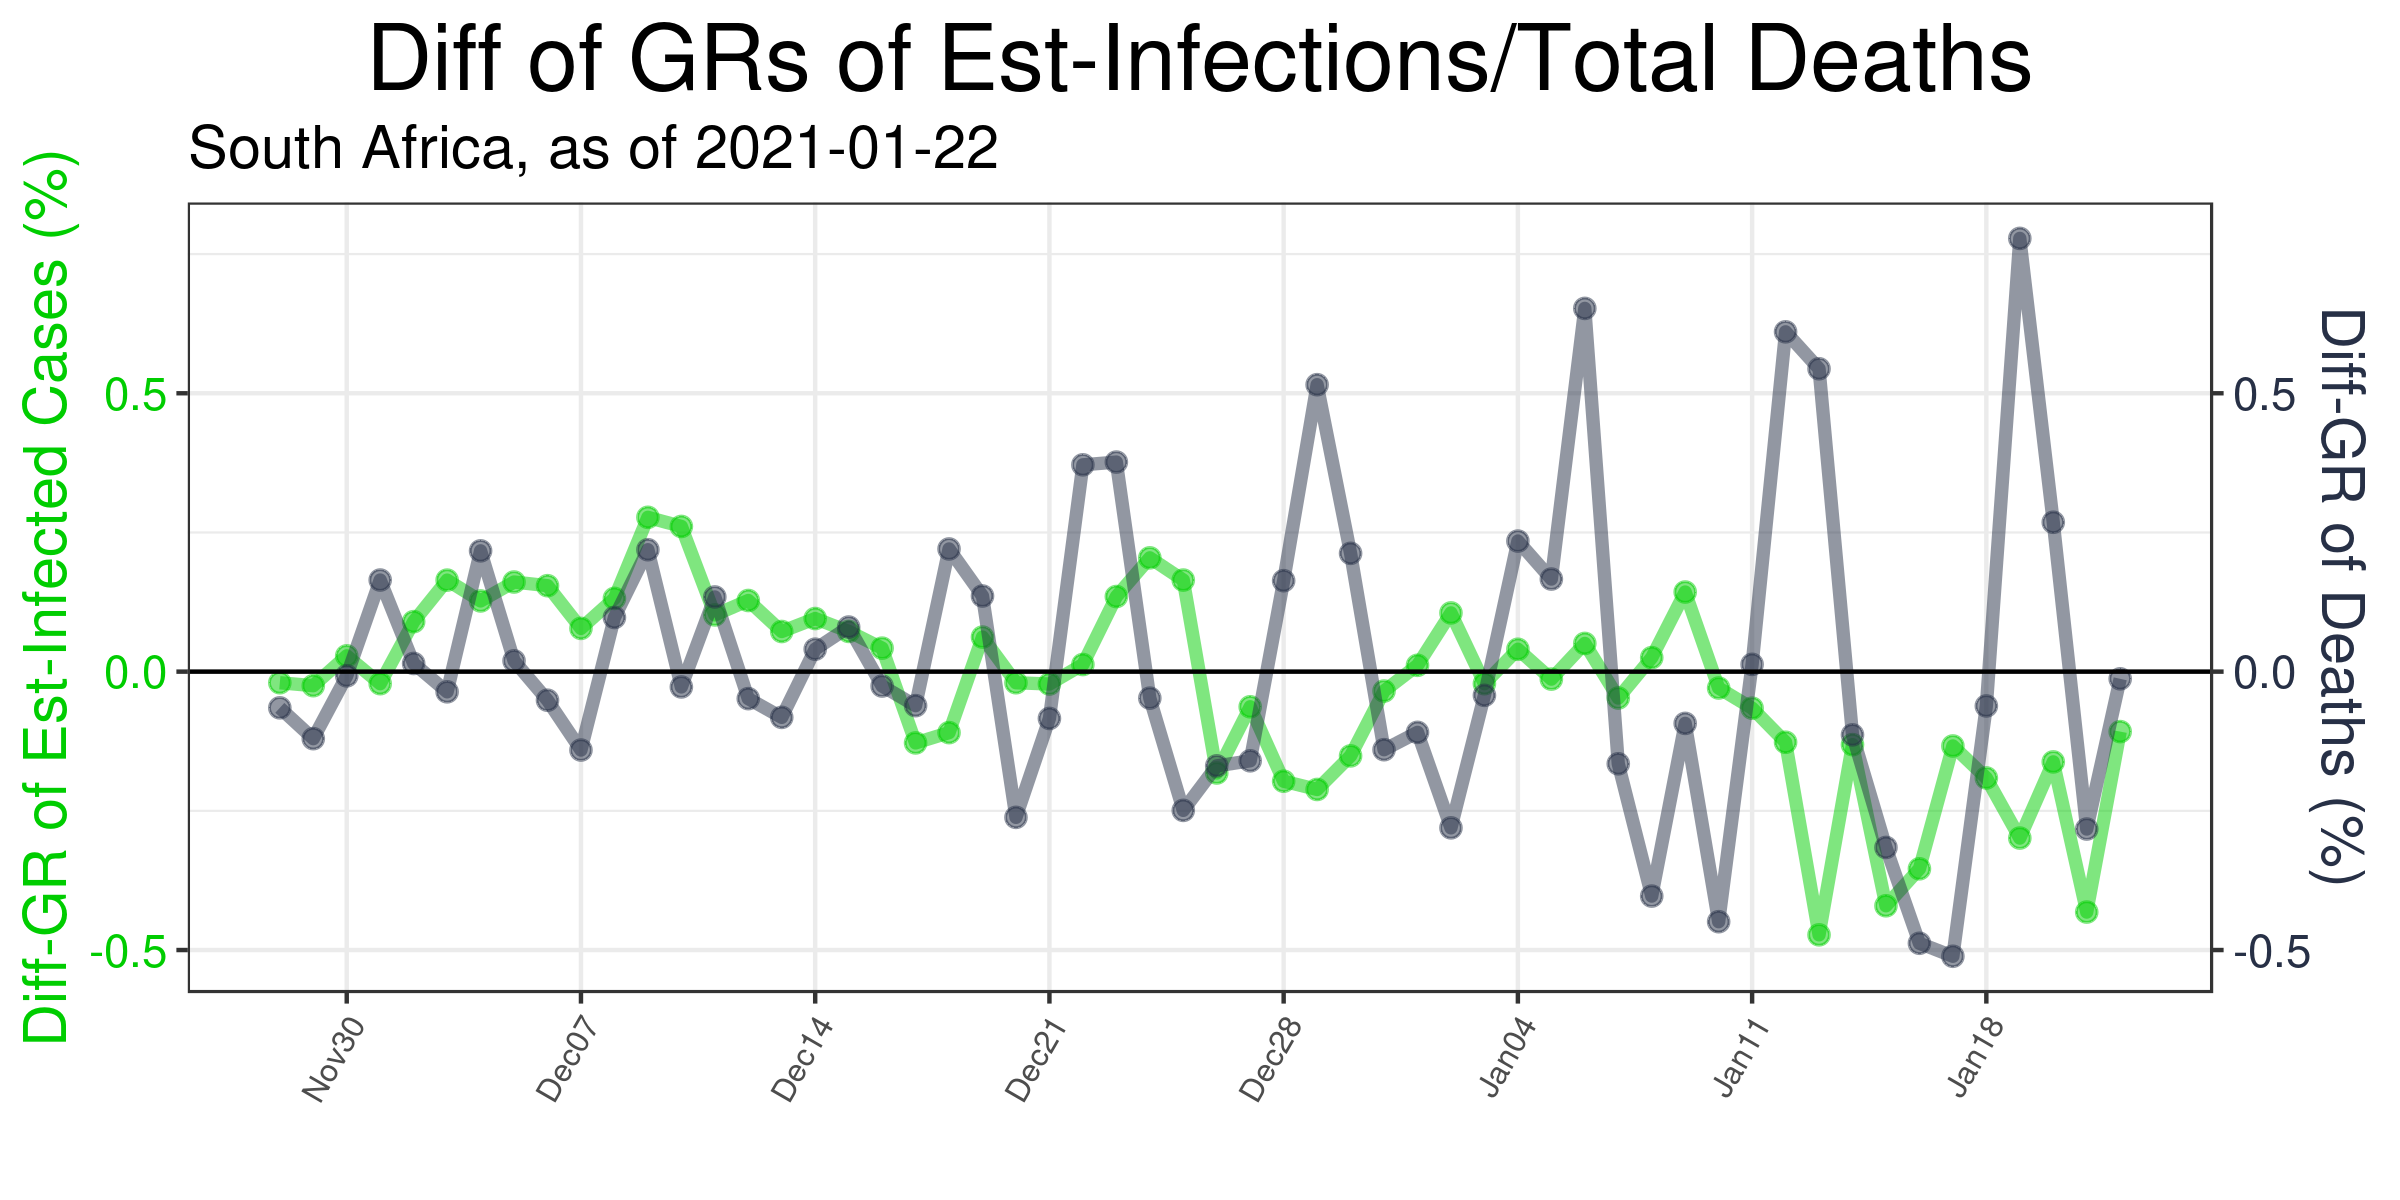 Diff of GRs of Est-Infections/Total Deaths
South Africa, as of 2021-01-22
Diff-GR of Est-Infected Cases (%)
0.5
0.0
-0.5
0.5
0.0
-0.5
Diff-GR of Deaths (%)
Nov30
Dec07
Dec14
Dec21
Dec28
Jan04
Jan11
Jan18